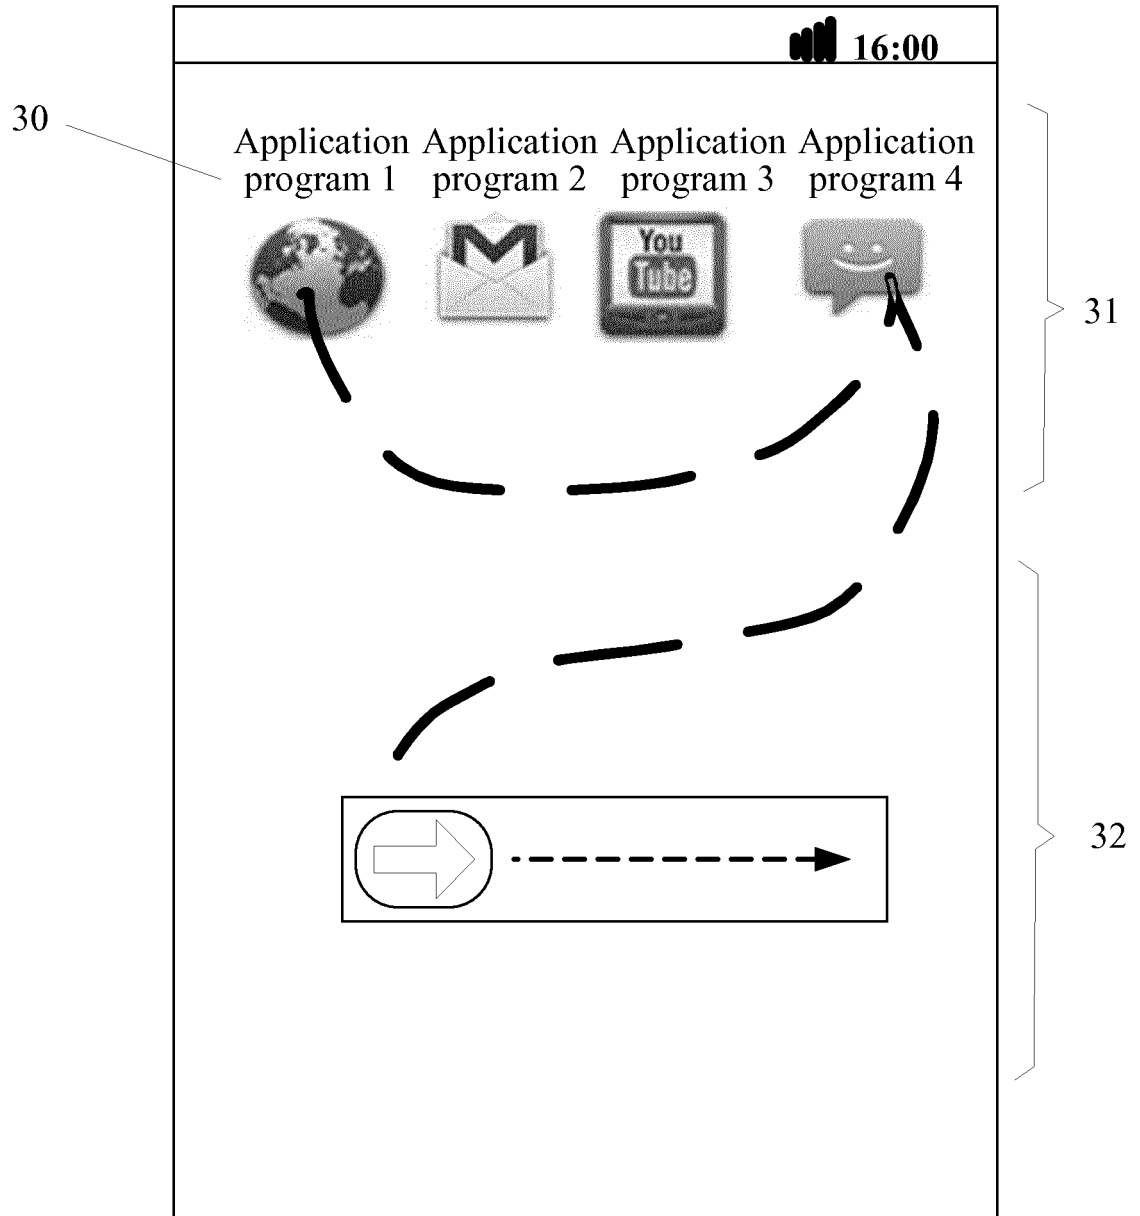 16:00
30
Application Application Application Application
program 1 program 2 program 3 program 4
You
Tube
31
32